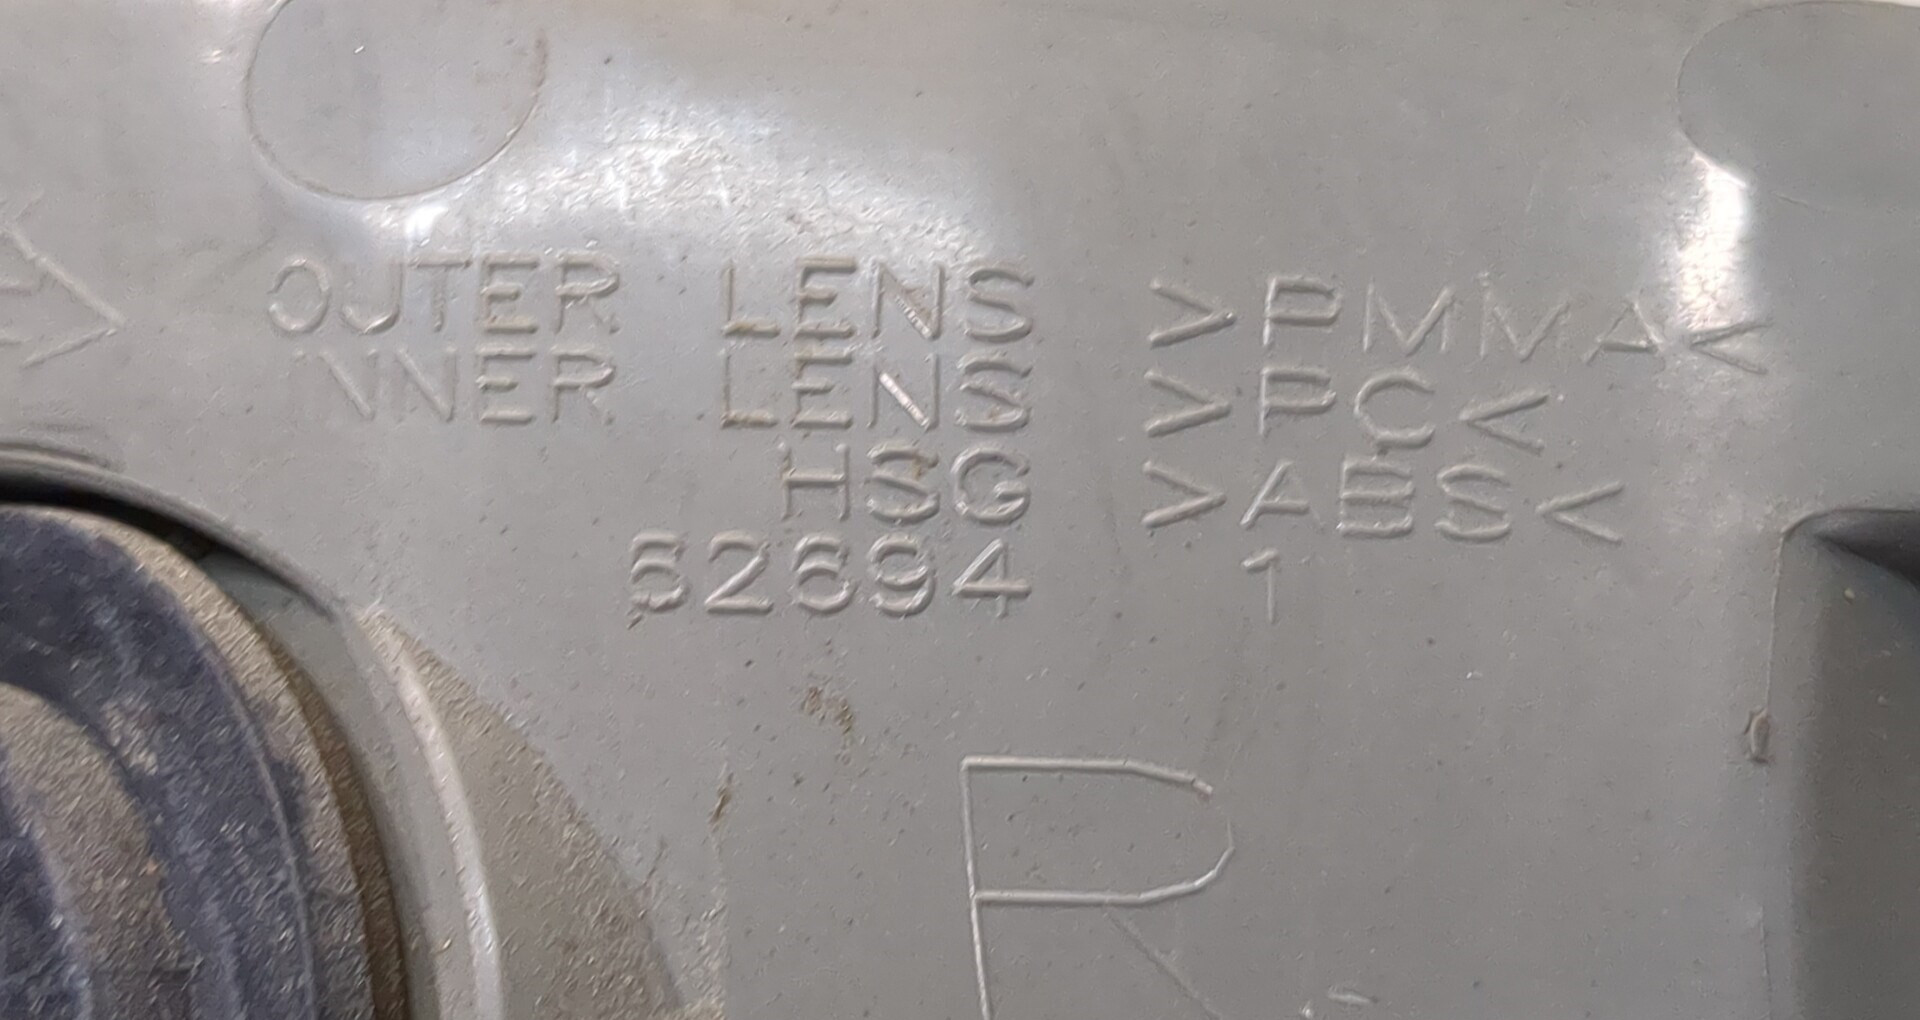 OUTER LENS >PMMA<
INNER LENS >PC<
HSG >ABS<
52694 1
R